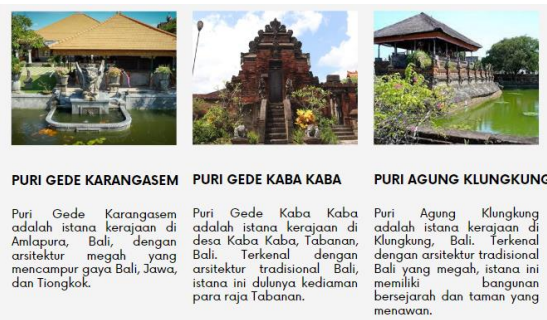 PURI GEDE KARANGASEM
Puri Gede Karangasem
adalah istana kerajaan di
Amlapura, Bali, dengan
arsitektur megah yang
mencampur gaya Bali, Jawa,
dan Tiongkok.
PURI GEDE KABA KABA
Puri Gede Kaba Kaba
adalah istana kerajaan di
desa Kaba Kaba, Tabanan,
Bali. Terkenal dengan
arsitektur tradisional Bali,
istana ini dulunya kediaman
para raja Tabanan.
PURI AGUNG KLUNGKUNG
Puri Agung Klungkung
adalah istana kerajaan di
Klungkung, Bali. Terkenal
dengan arsitektur tradisional
Bali yang megah, istana ini
memiliki bangunan
bersejarah dan taman yang
menawan.